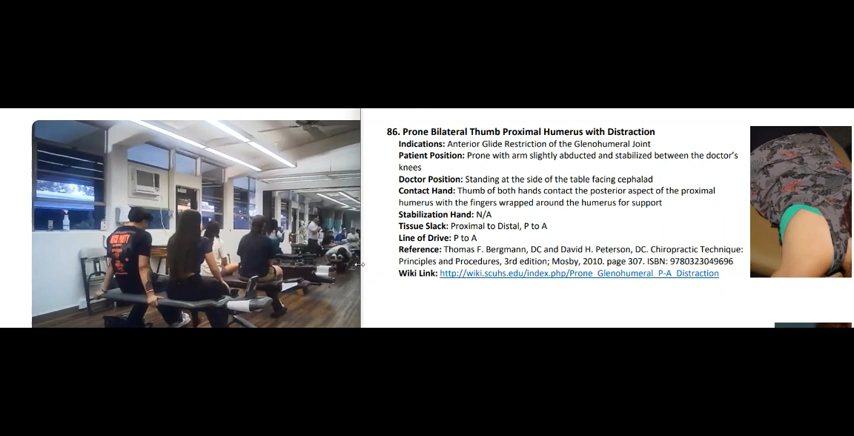 86. Prone Bilateral Thumb Proximal Humerus with Distraction
Indications: Anterior Glide Restriction of the Glenohumeral Joint
Patient Position: Prone with arm slightly abducted and stabilized between the doctor's
knees
Doctor Position: Standing at the side of the table facing cephalad
Contact Hand: Thumb of both hands contact the posterior aspect of the proximal
humerus with the fingers wrapped around the humerus for support
Stabilization Hand: N/A
Tissue Slack: Proximal to Distal, P to A
Line of Drive: P to A
Reference: Thomas F. Bergmann, DC and David H. Peterson, DC. Chiropractic Technique:
Principles and Procedures, 3rd edition; Mosby, 2010. page 307. ISBN: 9780323049696
Wiki Link: http://wiki.scuhs.edu/index.php/Prone_Glenohumeral_P-A_Distraction